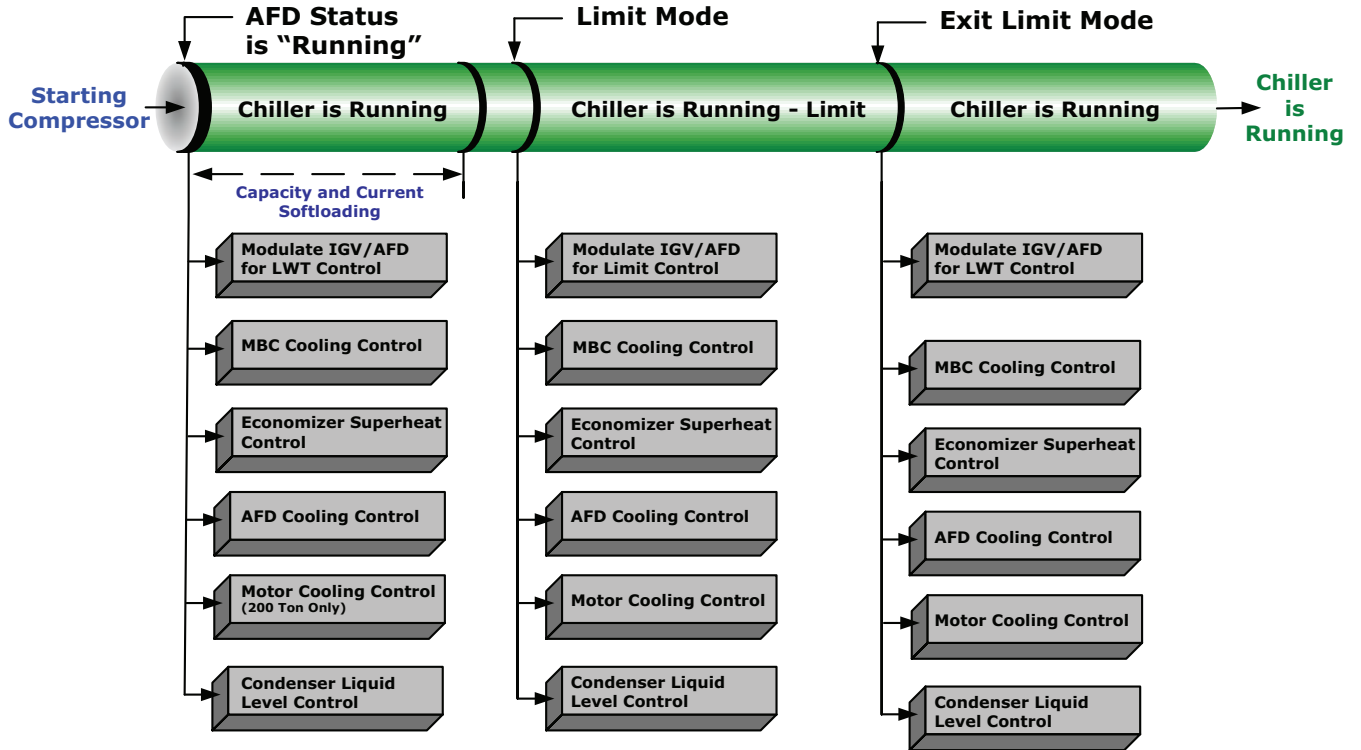 AFD Status
is “Running”
Limit Mode
Exit Limit Mode
Starting
Compressor
Chiller is Running
Chiller is Running - Limit
Chiller is Running
Chiller
is
Running
Capacity and Current
Softloading
Modulate IGV/AFD
for LWT Control
MBC Cooling Control
Economizer Superheat
Control
AFD Cooling Control
Motor Cooling Control
(200 Ton Only)
Condenser Liquid
Level Control
Modulate IGV/AFD
for Limit Control
MBC Cooling Control
Economizer Superheat
Control
AFD Cooling Control
Motor Cooling Control
Condenser Liquid
Level Control
Modulate IGV/AFD
for LWT Control
MBC Cooling Control
Economizer Superheat
Control
AFD Cooling Control
Motor Cooling Control
Condenser Liquid
Level Control